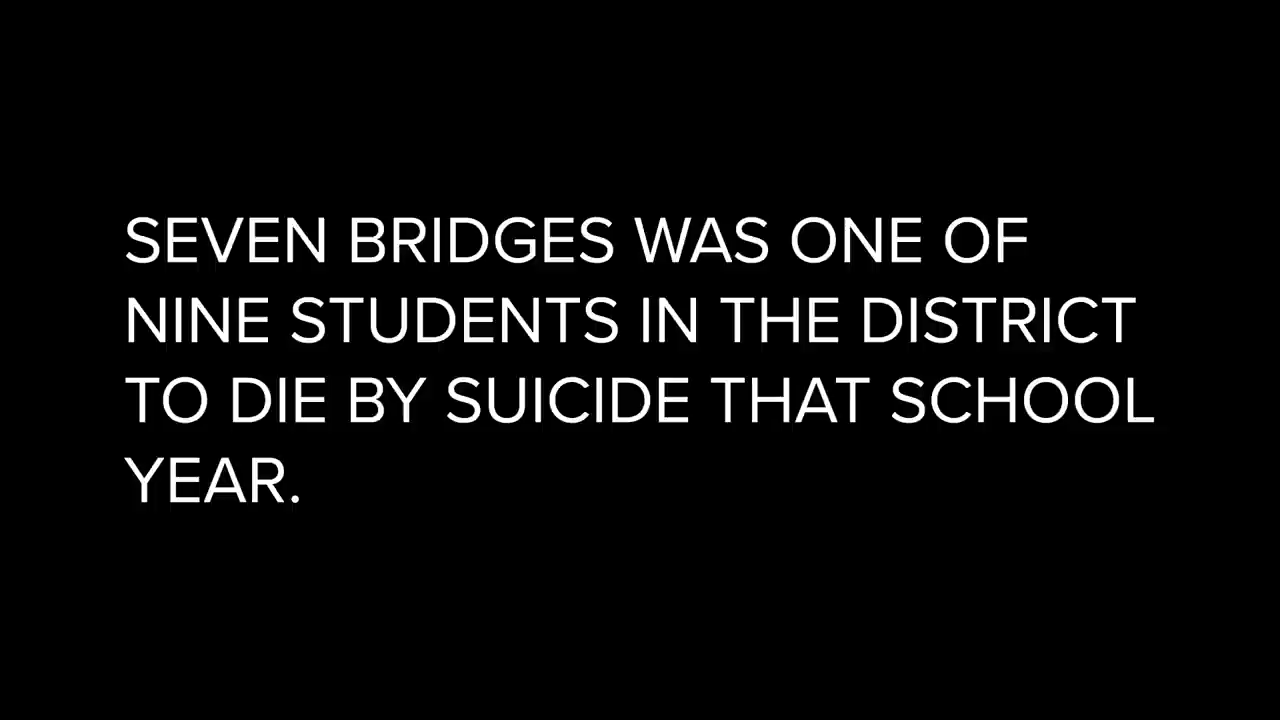 SEVEN BRIDGES WAS ONE OF
NINE STUDENTS IN THE DISTRICT
TO DIE BY SUICIDE THAT SCHOOL
YEAR.